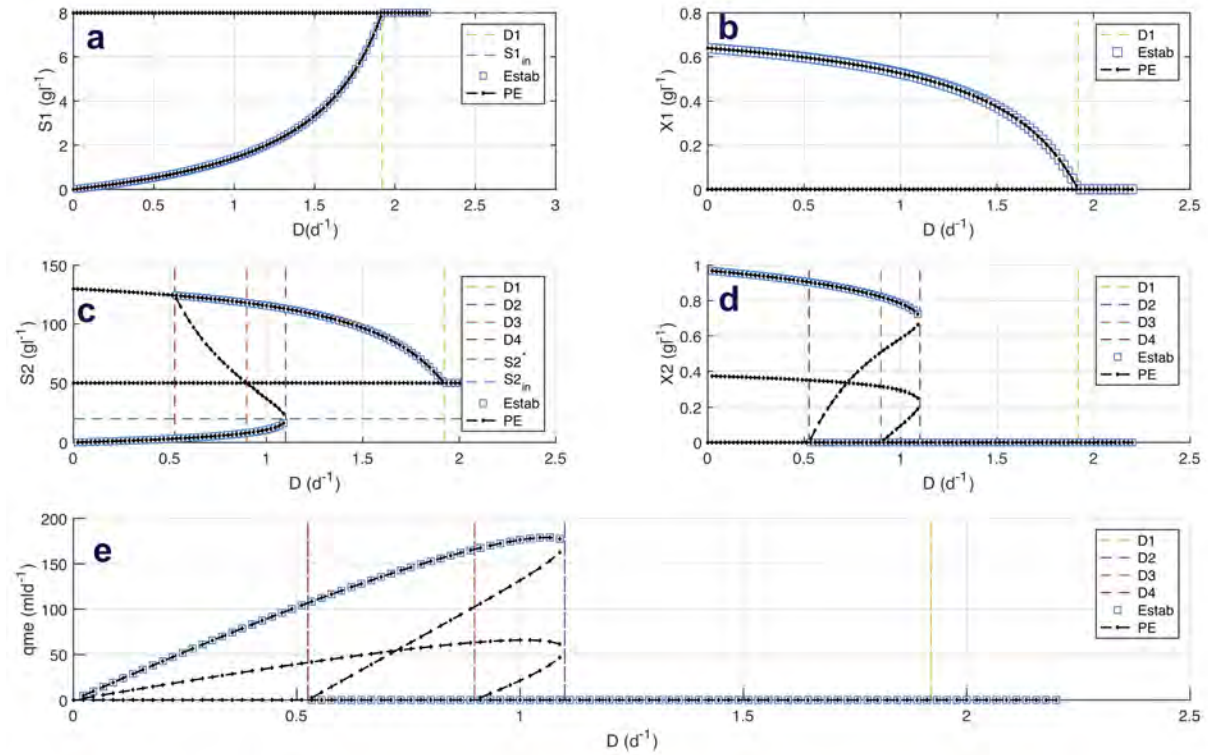 a
S1 (gl-1)
8
6
4
2
0
0 0.5 1 1.5 2 2.5 3
D(d-1)
D1
S1in
Estab
PE
b
X1 (gl-1)
0.8
0.6
0.4
0.2
0
0 0.5 1 1.5 2 2.5
D (d-1)
D1
Estab
PE
c
S2 (gl-1)
150
100
50
0
0 0.5 1 1.5 2 2.5
D (d-1)
D1
D2
D3
D4
S2*
S2in
Estab
PE
d
X2 (gl-1)
1
0.8
0.6
0.4
0.2
0
0 0.5 1 1.5 2 2.5
D (d-1)
D1
D2
D3
D4
Estab
PE
e
qme (mld-1)
200
150
100
50
0
0 0.5 1 1.5 2 2.5
D (d-1)
D1
D2
D3
D4
Estab
PE